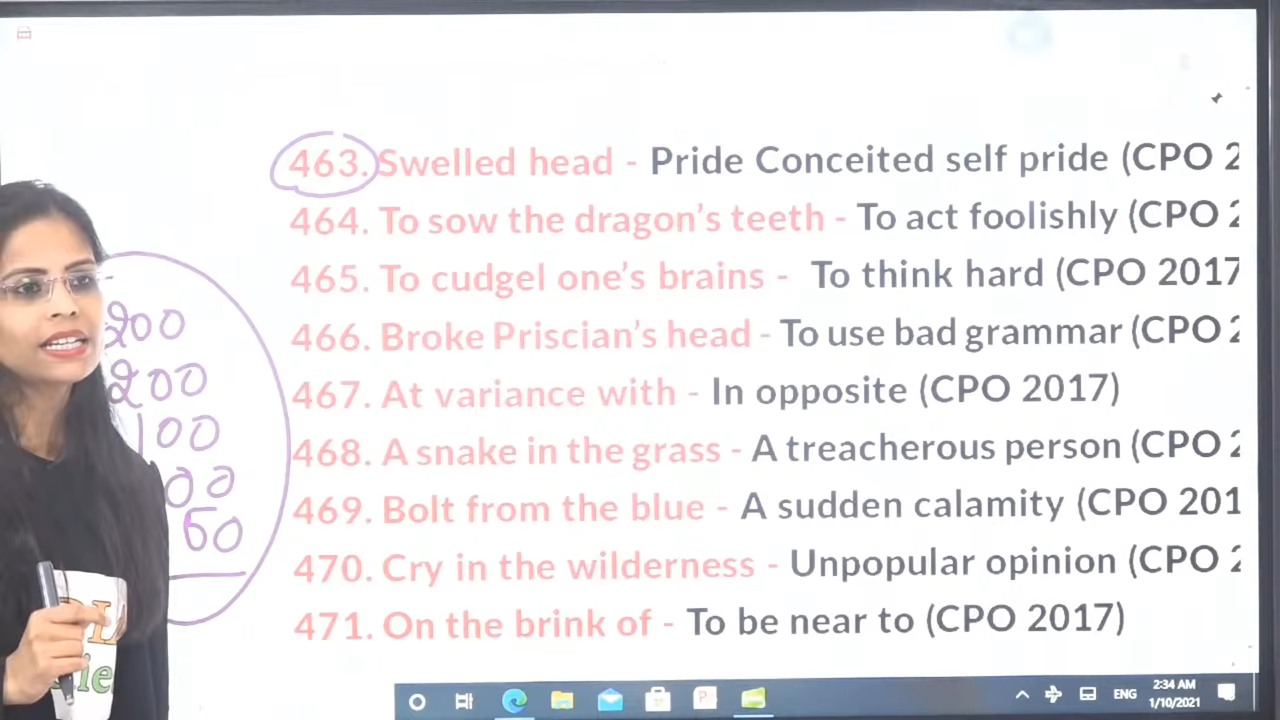 463. Swelled head - Pride Conceited self pride (CPO 2
464. To sow the dragon's teeth - To act foolishly (CPO 2
465. To cudgel one's brains - To think hard (CPO 2017
466. Broke Priscian's head - To use bad grammar (CPO 2
467. At variance with - In opposite (CPO 2017)
468. A snake in the grass - A treacherous person (CPO 2
469. Bolt from the blue - A sudden calamity (CPO 201
470. Cry in the wilderness - Unpopular opinion (CPO 2
471. On the brink of - To be near to (CPO 2017)
200
200
100
00
50
ENG
2:34 AM
1/10/2021